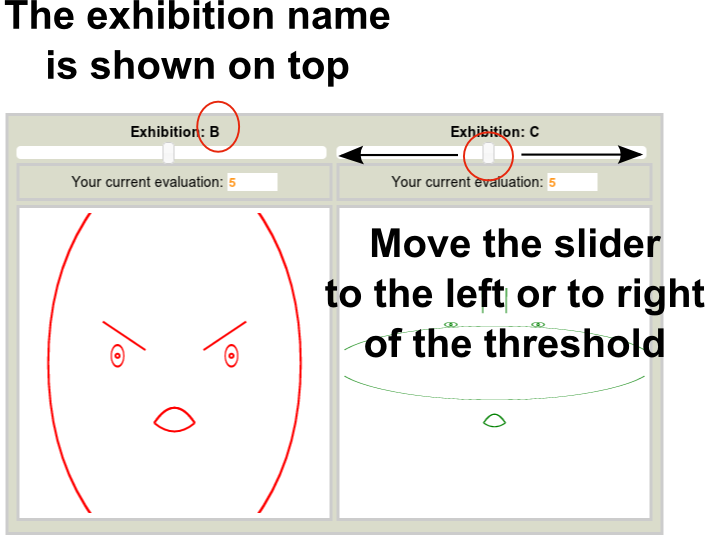 The exhibition name
is shown on top
Exhibition: B
Exhibition: C
Your current evaluation: 5
Your current evaluation: 5
Move the slider
to the left or to right
of the threshold